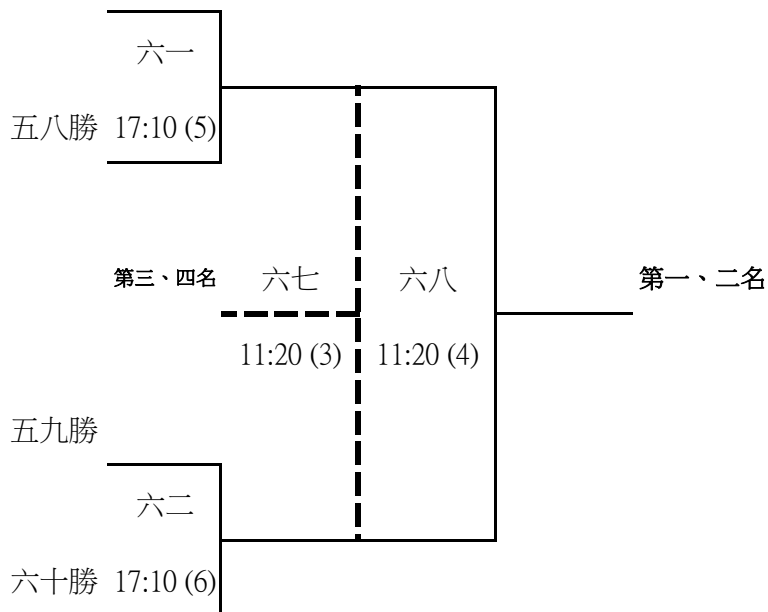 六一
五八勝 17:10 (5)
第三、四名 六七 六八 第一、二名
11:20 (3) 11:20 (4)
五九勝
六二
六十勝 17:10 (6)